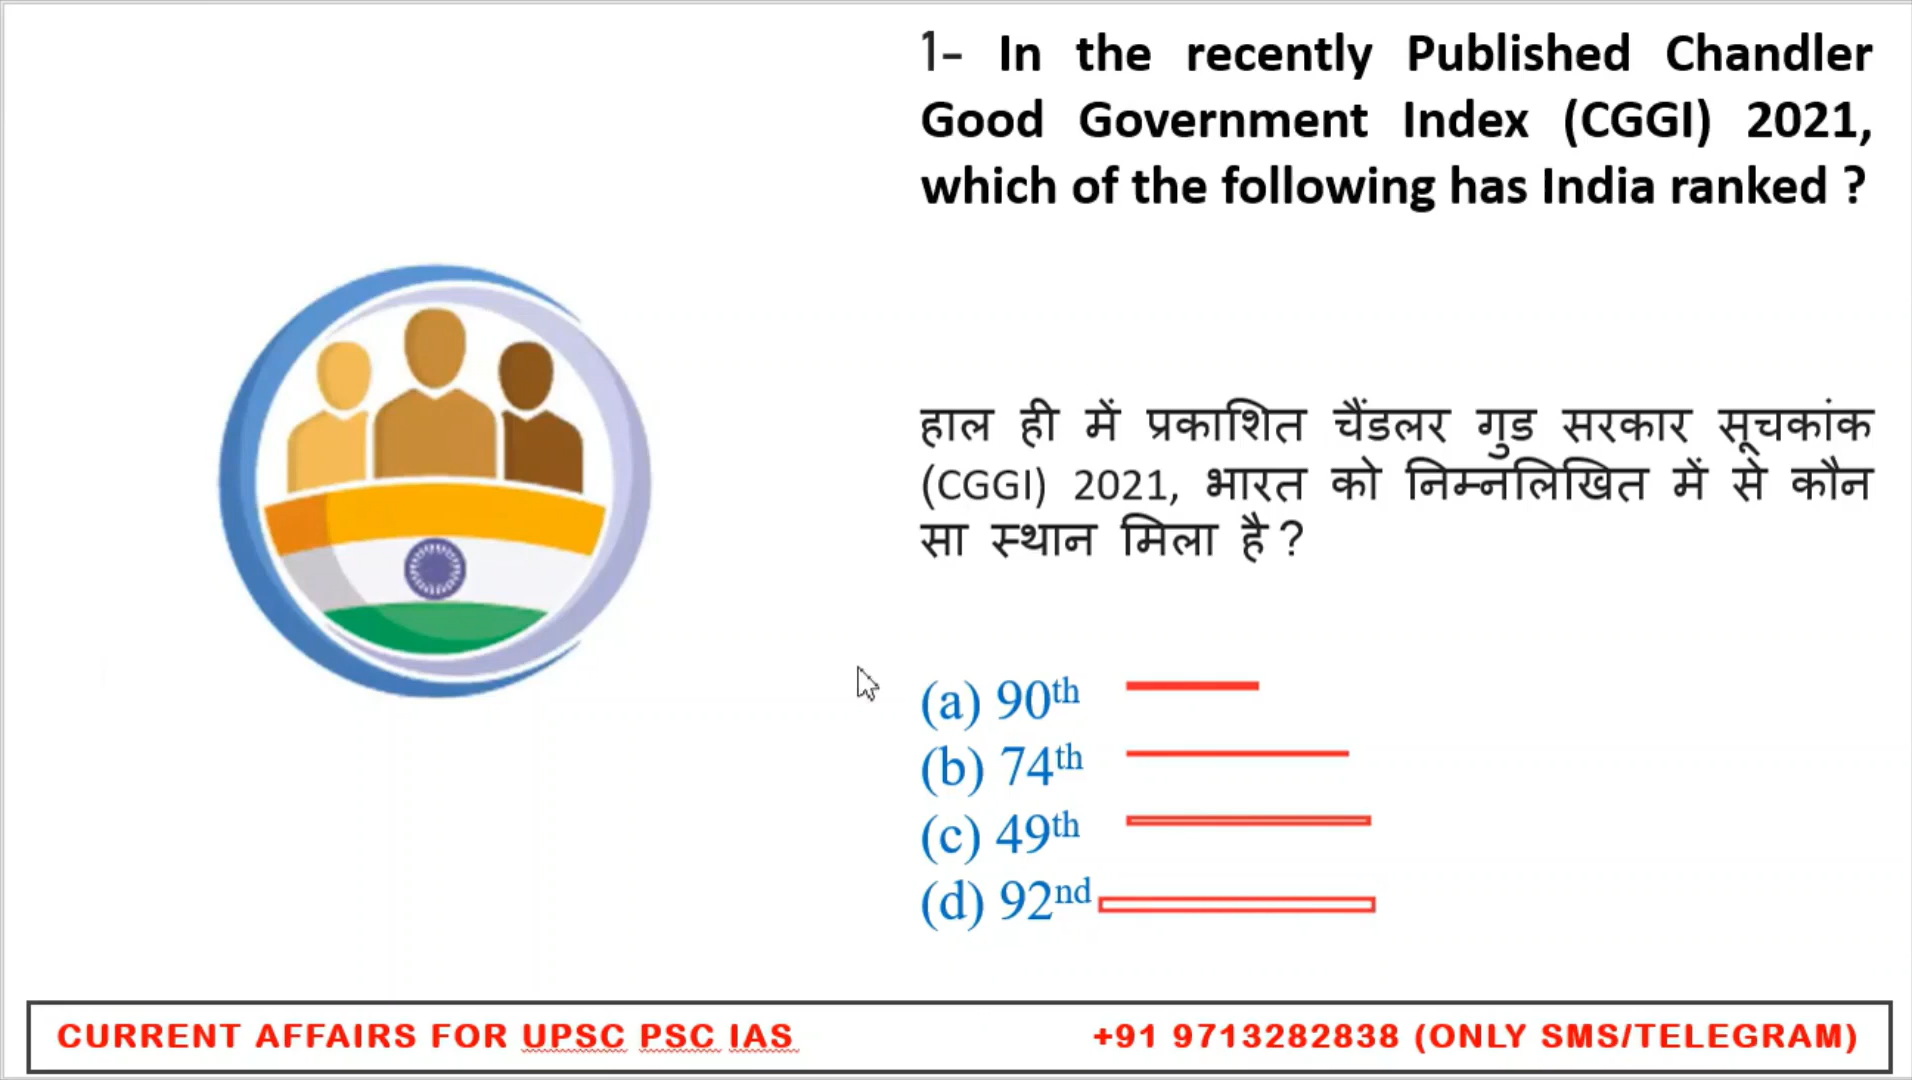 1- In the recently Published Chandler
Good Government Index (CGGI) 2021,
which of the following has India ranked ?
हाल ही में प्रकाशित चैंडलर गुड सरकार सूचकांक
(CGGI) 2021, भारत को निम्नलिखित में से कौन
सा स्थान मिला है ?
(a) 90th
(b) 74th
(c) 49th
(d) 92nd
CURRENT AFFAIRS FOR UPSC PSC IAS
+91 9713282838 (ONLY SMS/TELEGRAM)